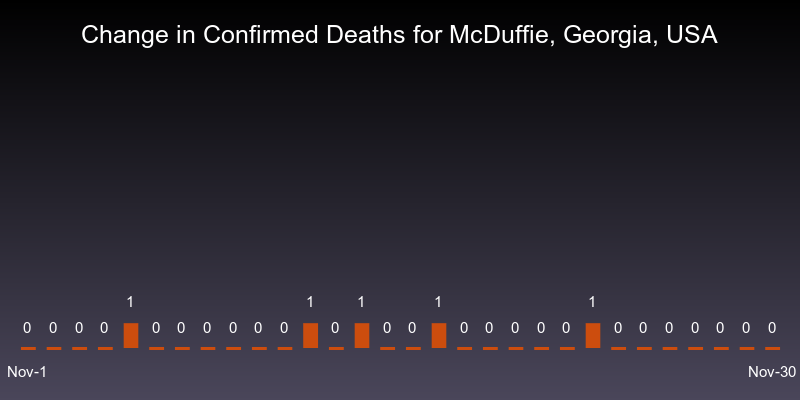 Change in Confirmed Deaths for McDuffie, Georgia, USA
1 1 1 1 1
0 0 0 0 0 0 0 0 0 0 0 0 0 0 0 0 0 0 0 0 0 0 0 0 0
Nov-1 Nov-30